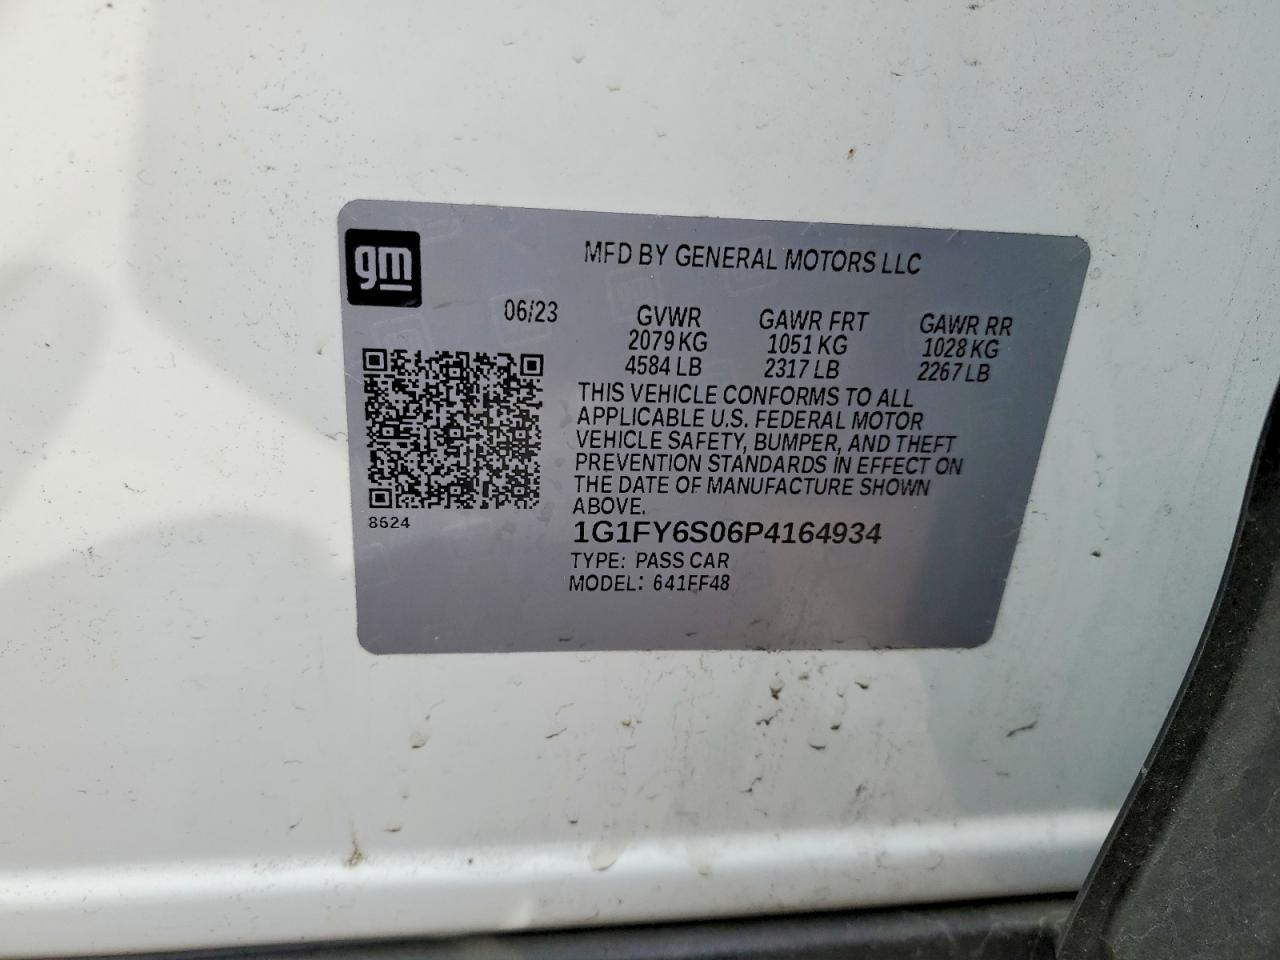 gm
MFD BY GENERAL MOTORS LLC
06/23
GVWR GAWR FRT GAWR RR
2079 KG 1051 KG 1028 KG
4584 LB 2317 LB 2267 LB
THIS VEHICLE CONFORMS TO ALL
APPLICABLE U.S. FEDERAL MOTOR
VEHICLE SAFETY, BUMPER, AND THEFT
PREVENTION STANDARDS IN EFFECT ON
THE DATE OF MANUFACTURE SHOWN
ABOVE.
8624
1G1FY6S06P4164934
TYPE: PASS CAR
MODEL: 641FF48